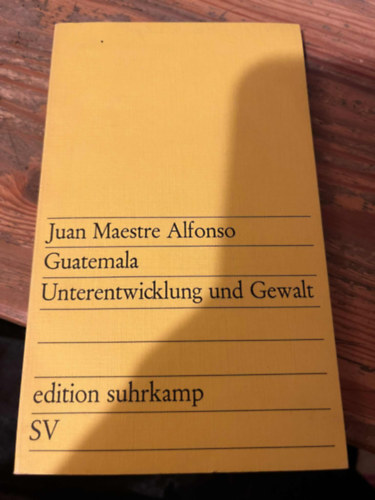 Juan Maestre Alfonso
Guatemala
Unterentwicklung und Gewalt
edition suhrkamp
SV